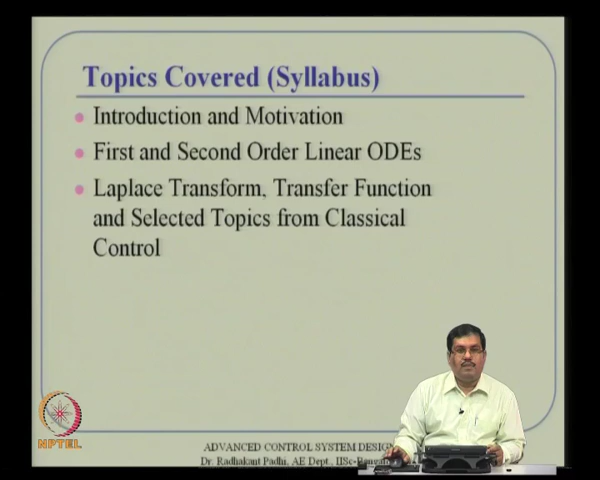 Topics Covered (Syllabus)
Introduction and Motivation
First and Second Order Linear ODEs
Laplace Transform, Transfer Function
and Selected Topics from Classical
Control
NPTEL
ADVANCED CONTROL SYSTEM DESIGN
Dr. Radhakant Padhi, AE Dept., IISc-